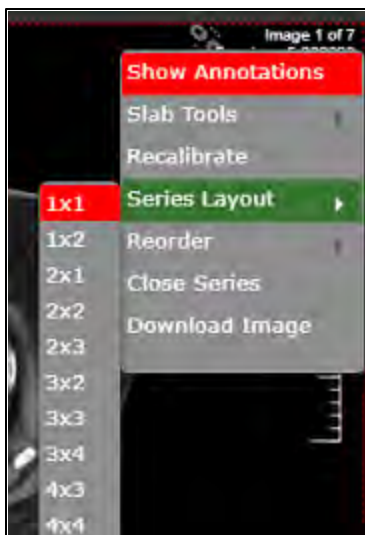 Image 1 of 7
Show Annotations
Slab Tools
Recalibrate
Series Layout
Reorder
Close Series
Download Image
1x1
1x2
2x1
2x2
2x3
3x2
3x3
3x4
4x3
4x4